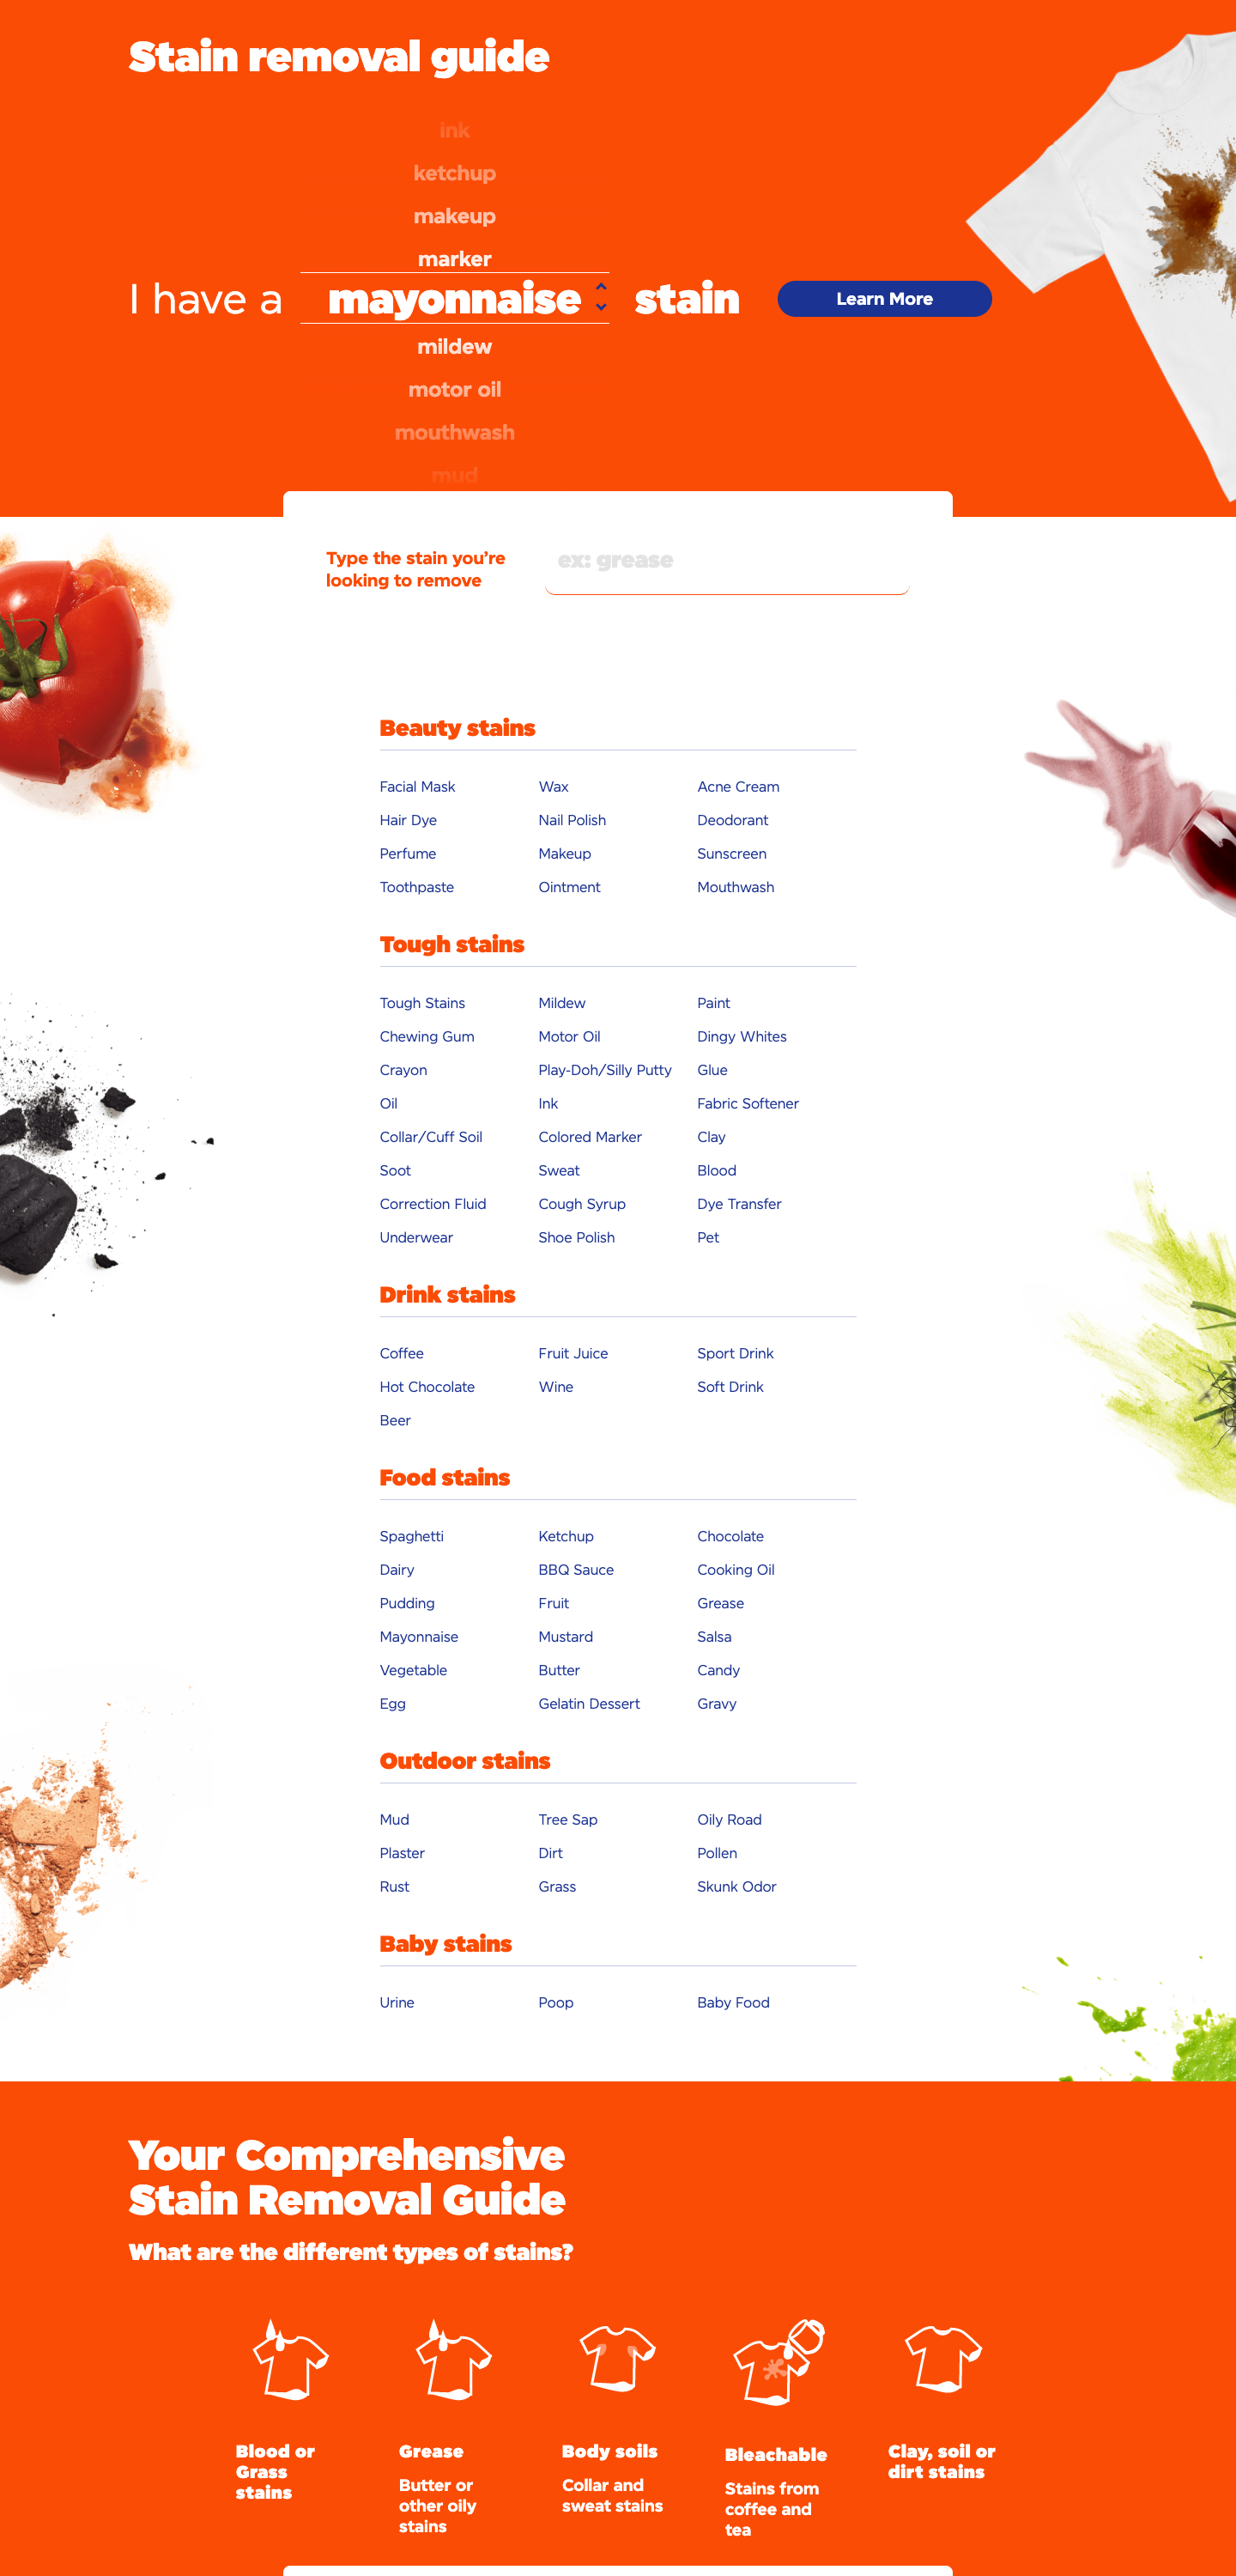 Stain removal guide
ink
ketchup
makeup
marker
I have a mayonnaise stain Learn More
mildew
motor oil
mouthwash
mud
Type the stain you're
looking to remove
ex: grease
Beauty stains
Facial Mask Wax Acne Cream
Hair Dye Nail Polish Deodorant
Perfume Makeup Sunscreen
Toothpaste Ointment Mouthwash
Tough stains
Tough Stains Mildew Paint
Chewing Gum Motor Oil Dingy Whites
Crayon Play-Doh/Silly Putty Glue
Oil Ink Fabric Softener
Collar/Cuff Soil Colored Marker Clay
Soot Sweat Blood
Correction Fluid Cough Syrup Dye Transfer
Underwear Shoe Polish Pet
Drink stains
Coffee Fruit Juice Sport Drink
Hot Chocolate Wine Soft Drink
Beer
Food stains
Spaghetti Ketchup Chocolate
Dairy BBQ Sauce Cooking Oil
Pudding Fruit Grease
Mayonnaise Mustard Salsa
Vegetable Butter Candy
Egg Gelatin Dessert Gravy
Outdoor stains
Mud Tree Sap Oily Road
Plaster Dirt Pollen
Rust Grass Skunk Odor
Baby stains
Urine Poop Baby Food
Your Comprehensive
Stain Removal Guide
What are the different types of stains?
Blood or
Grass
stains
Grease
Butter or
other oily
stains
Body soils
Collar and
sweat stains
Bleachable
Stains from
coffee and
tea
Clay, soil or
dirt stains